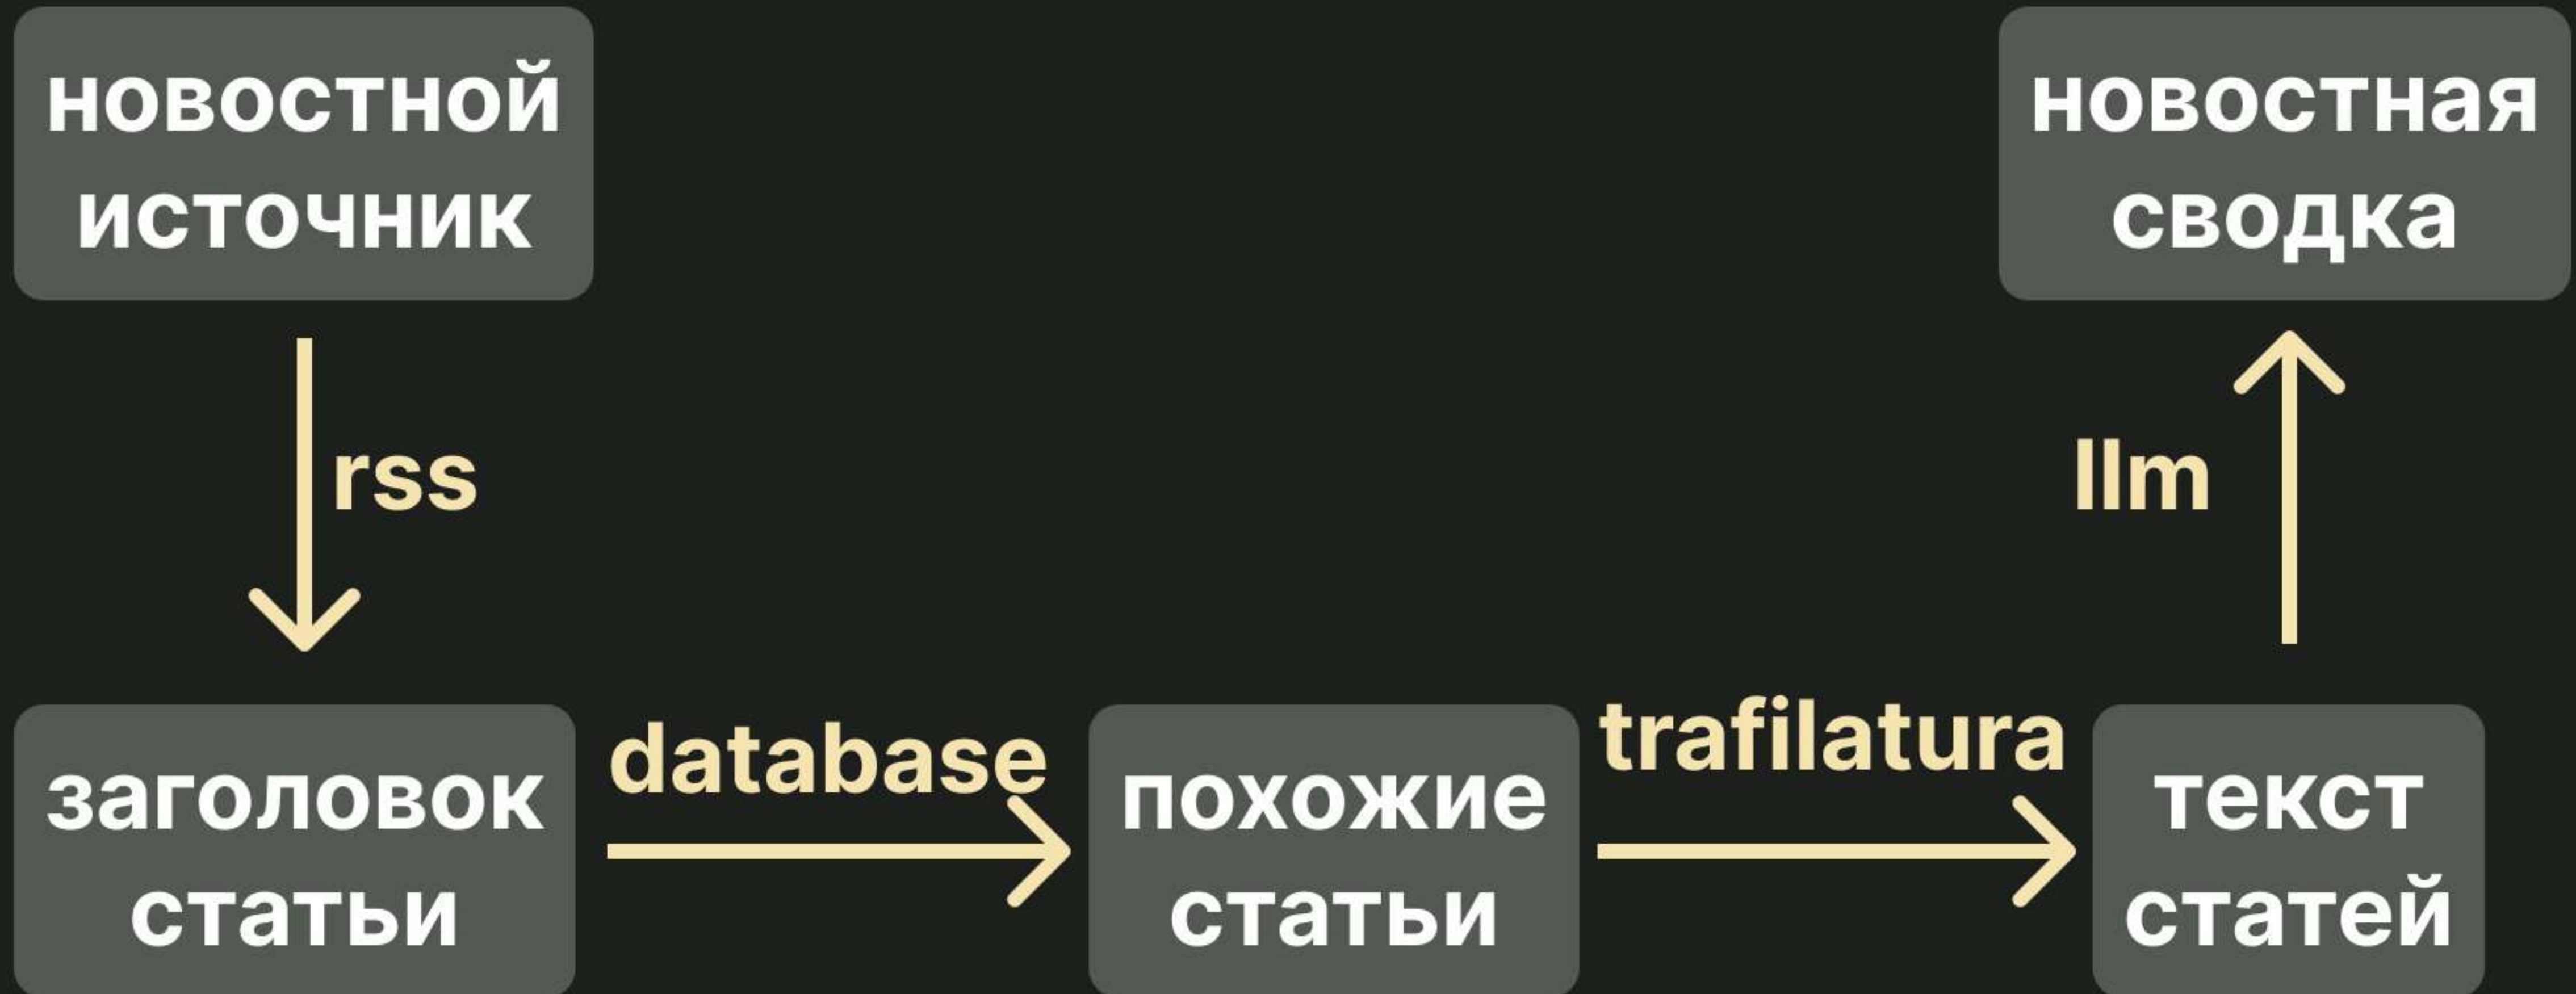 новостной
источник
новостная
сводка
rss
llm
заголовок
статьи
database
похожие
статьи
trafilatura
текст
статей